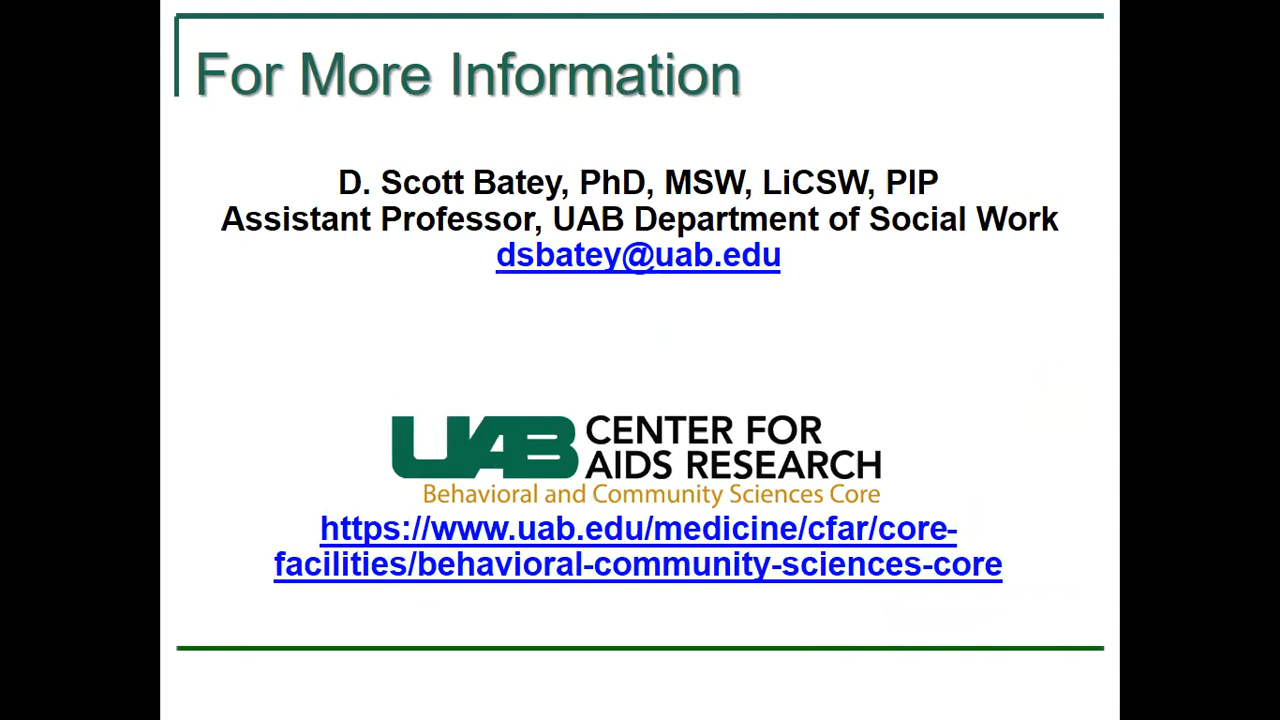 For More Information
D. Scott Batey, PhD, MSW, LiCSW, PIP
Assistant Professor, UAB Department of Social Work
dsbatey@uab.edu
UAB CENTER FOR
AIDS RESEARCH
Behavioral and Community Sciences Core
https://www.uab.edu/medicine/cfar/core-
facilities/behavioral-community-sciences-core